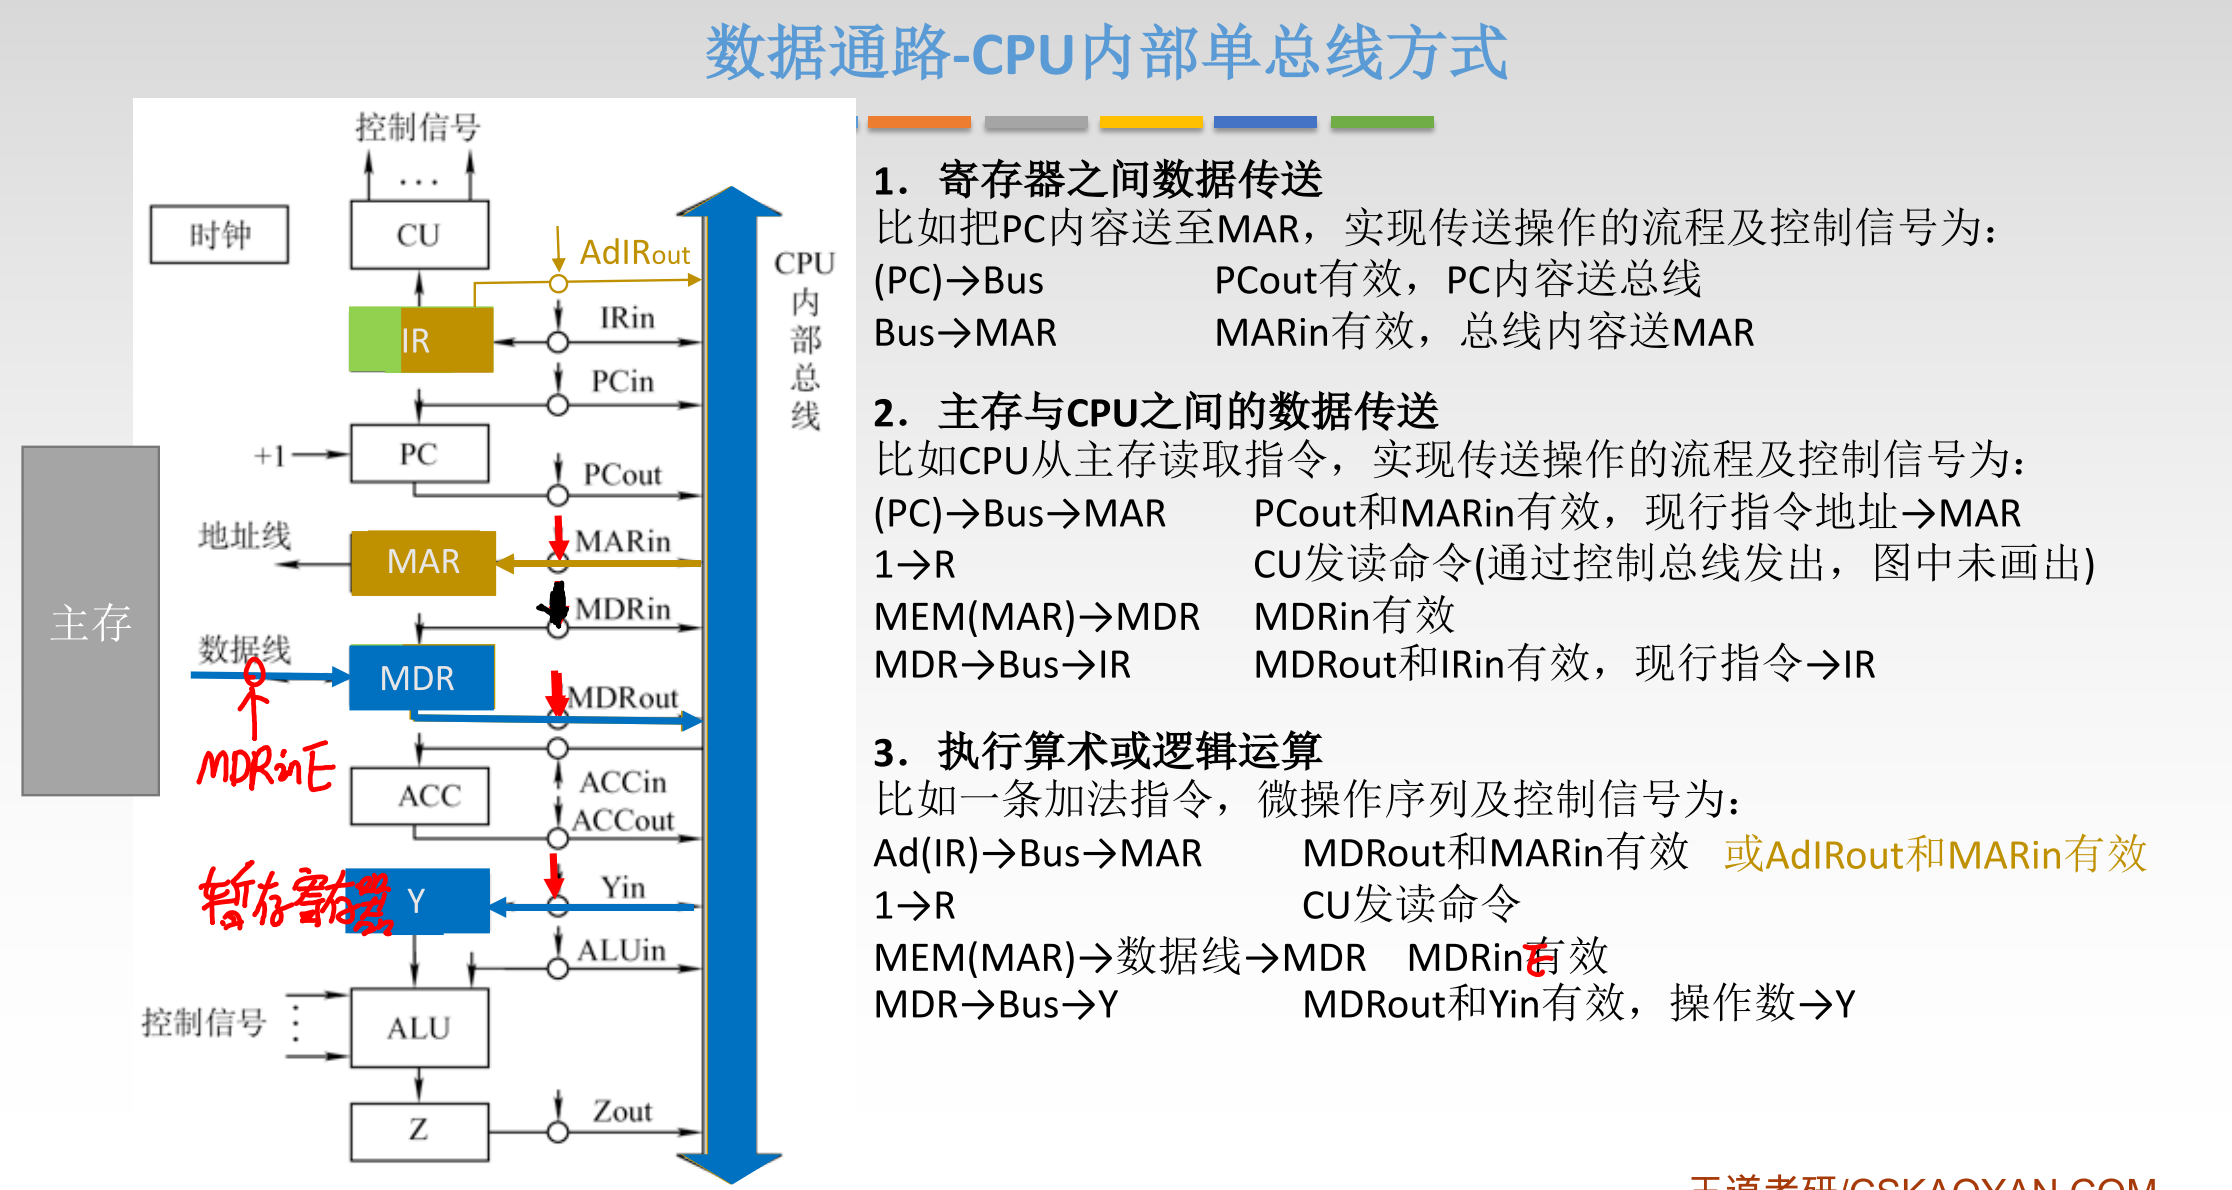 数据通路-CPU内部单总线方式
控制信号
时钟
CU
AdIRout
IR
IRin
PCin
+1
PC
PCout
CPU
内
部
总
线
主存
地址线
MAR
MARin
MDRin
数据线
MDR
MDRinE
MDRout
ACC
ACCin
ACCout
暂存寄存器
Y
Yin
ALUin
控制信号
ALU
Z
Zout
1. 寄存器之间数据传送
比如把PC内容送至MAR，实现传送操作的流程及控制信号为：
(PC)→Bus PCout有效，PC内容送总线
Bus→MAR MARin有效，总线内容送MAR
2. 主存与CPU之间的数据传送
比如CPU从主存读取指令，实现传送操作的流程及控制信号为：
(PC)→Bus→MAR PCout和MARin有效，现行指令地址→MAR
1→R CU发读命令(通过控制总线发出，图中未画出)
MEM(MAR)→MDR MDRin有效
MDR→Bus→IR MDRout和IRin有效，现行指令→IR
3. 执行算术或逻辑运算
比如一条加法指令，微操作序列及控制信号为：
Ad(IR)→Bus→MAR MDRout和MARin有效 或AdIRout和MARin有效
1→R CU发读命令
MEM(MAR)→数据线→MDR MDRinE有效
MDR→Bus→Y MDRout和Yin有效，操作数→Y
王道考研/CSKAOYAN.COM